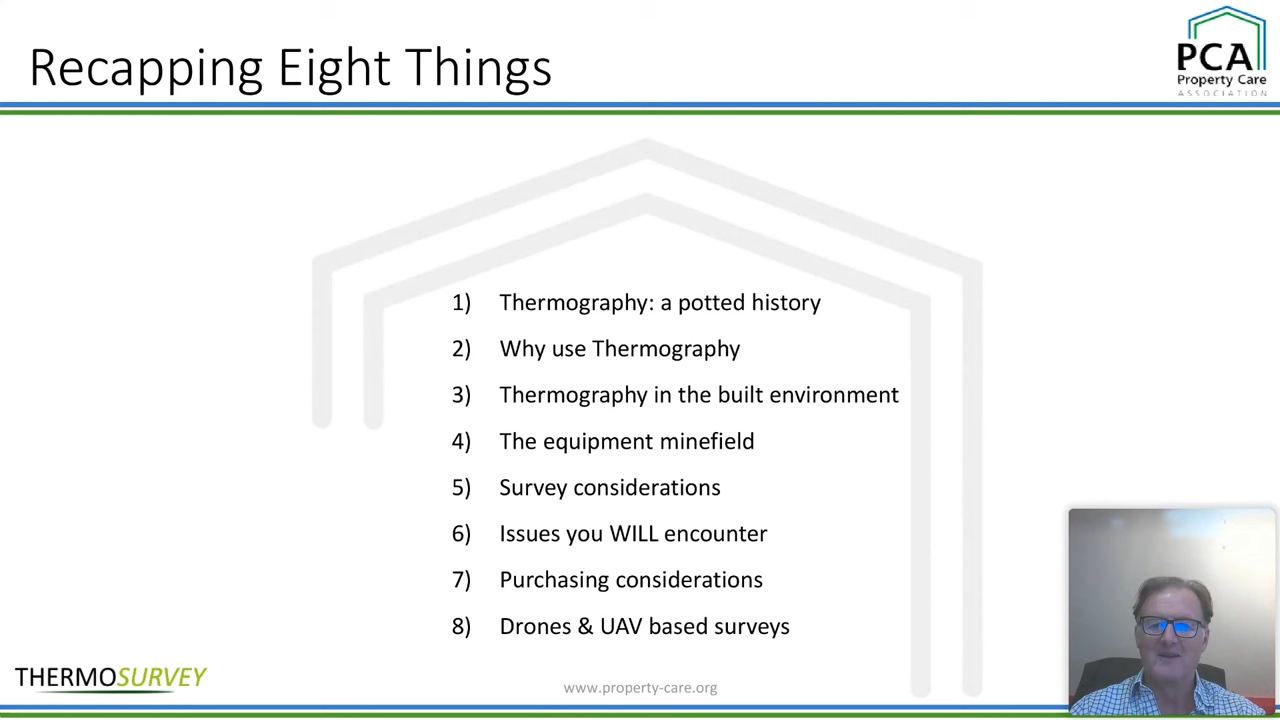 Recapping Eight Things
PCA
Property Care
ASSOCIATION
1) Thermography: a potted history
2) Why use Thermography
3) Thermography in the built environment
4) The equipment minefield
5) Survey considerations
6) Issues you WILL encounter
7) Purchasing considerations
8) Drones & UAV based surveys
THERMOSURVEY
www.property-care.org